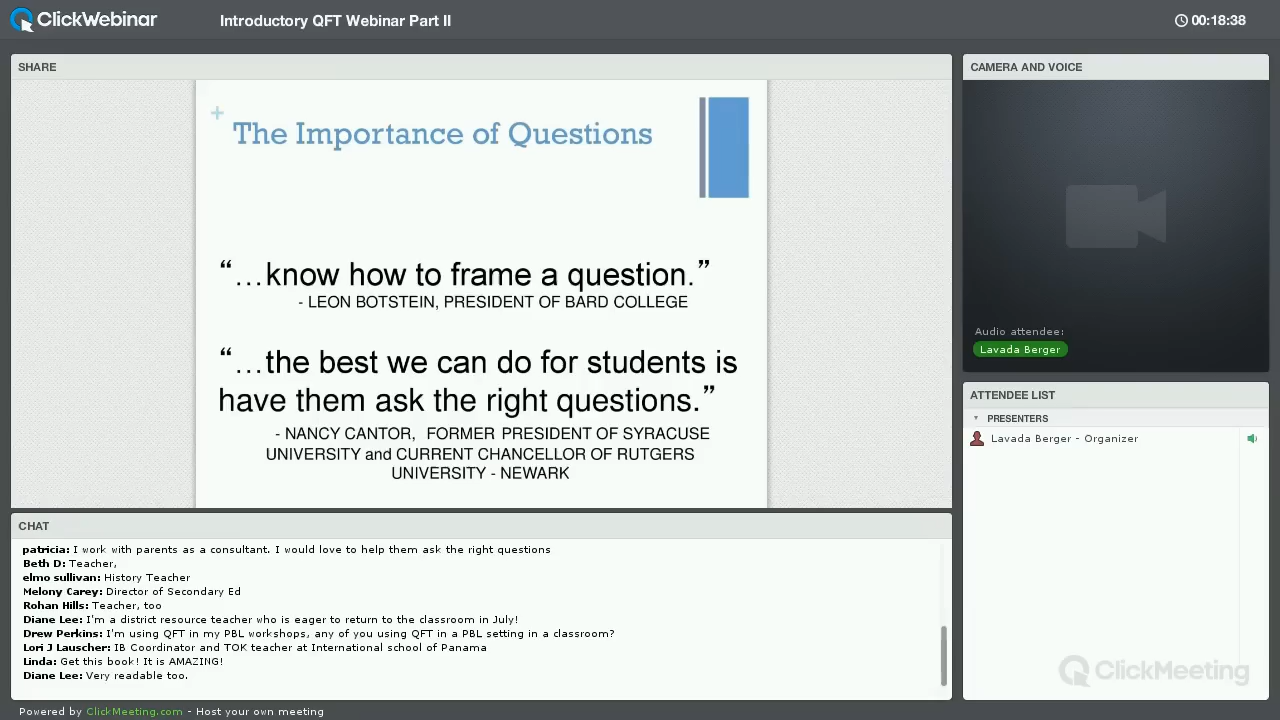 ClickWebinar
Introductory QFT Webinar Part II
00:18:38
SHARE
+
The Importance of Questions
“…know how to frame a question.”
- LEON BOTSTEIN, PRESIDENT OF BARD COLLEGE
“…the best we can do for students is
have them ask the right questions.”
- NANCY CANTOR, FORMER PRESIDENT OF SYRACUSE
UNIVERSITY and CURRENT CHANCELLOR OF RUTGERS
UNIVERSITY - NEWARK
CAMERA AND VOICE
Audio attendee:
Lavada Berger
ATTENDEE LIST
PRESENTERS
Lavada Berger - Organizer
ClickMeeting
CHAT
patricia: I work with parents as a consultant. I would love to help them ask the right questions
Beth D: Teacher,
elmo sullivan: History Teacher
Melony Carey: Director of Secondary Ed
Rohan Hills: Teacher, too
Diane Lee: I'm a district resource teacher who is eager to return to the classroom in July!
Drew Perkins: I'm using QFT in my PBL workshops, any of you using QFT in a PBL setting in a classroom?
Lori J Lauscher: IB Coordinator and TOK teacher at International school of Panama
Linda: Get this book! It is AMAZING!
Diane Lee: Very readable too.
Powered by ClickMeeting.com - Host your own meeting